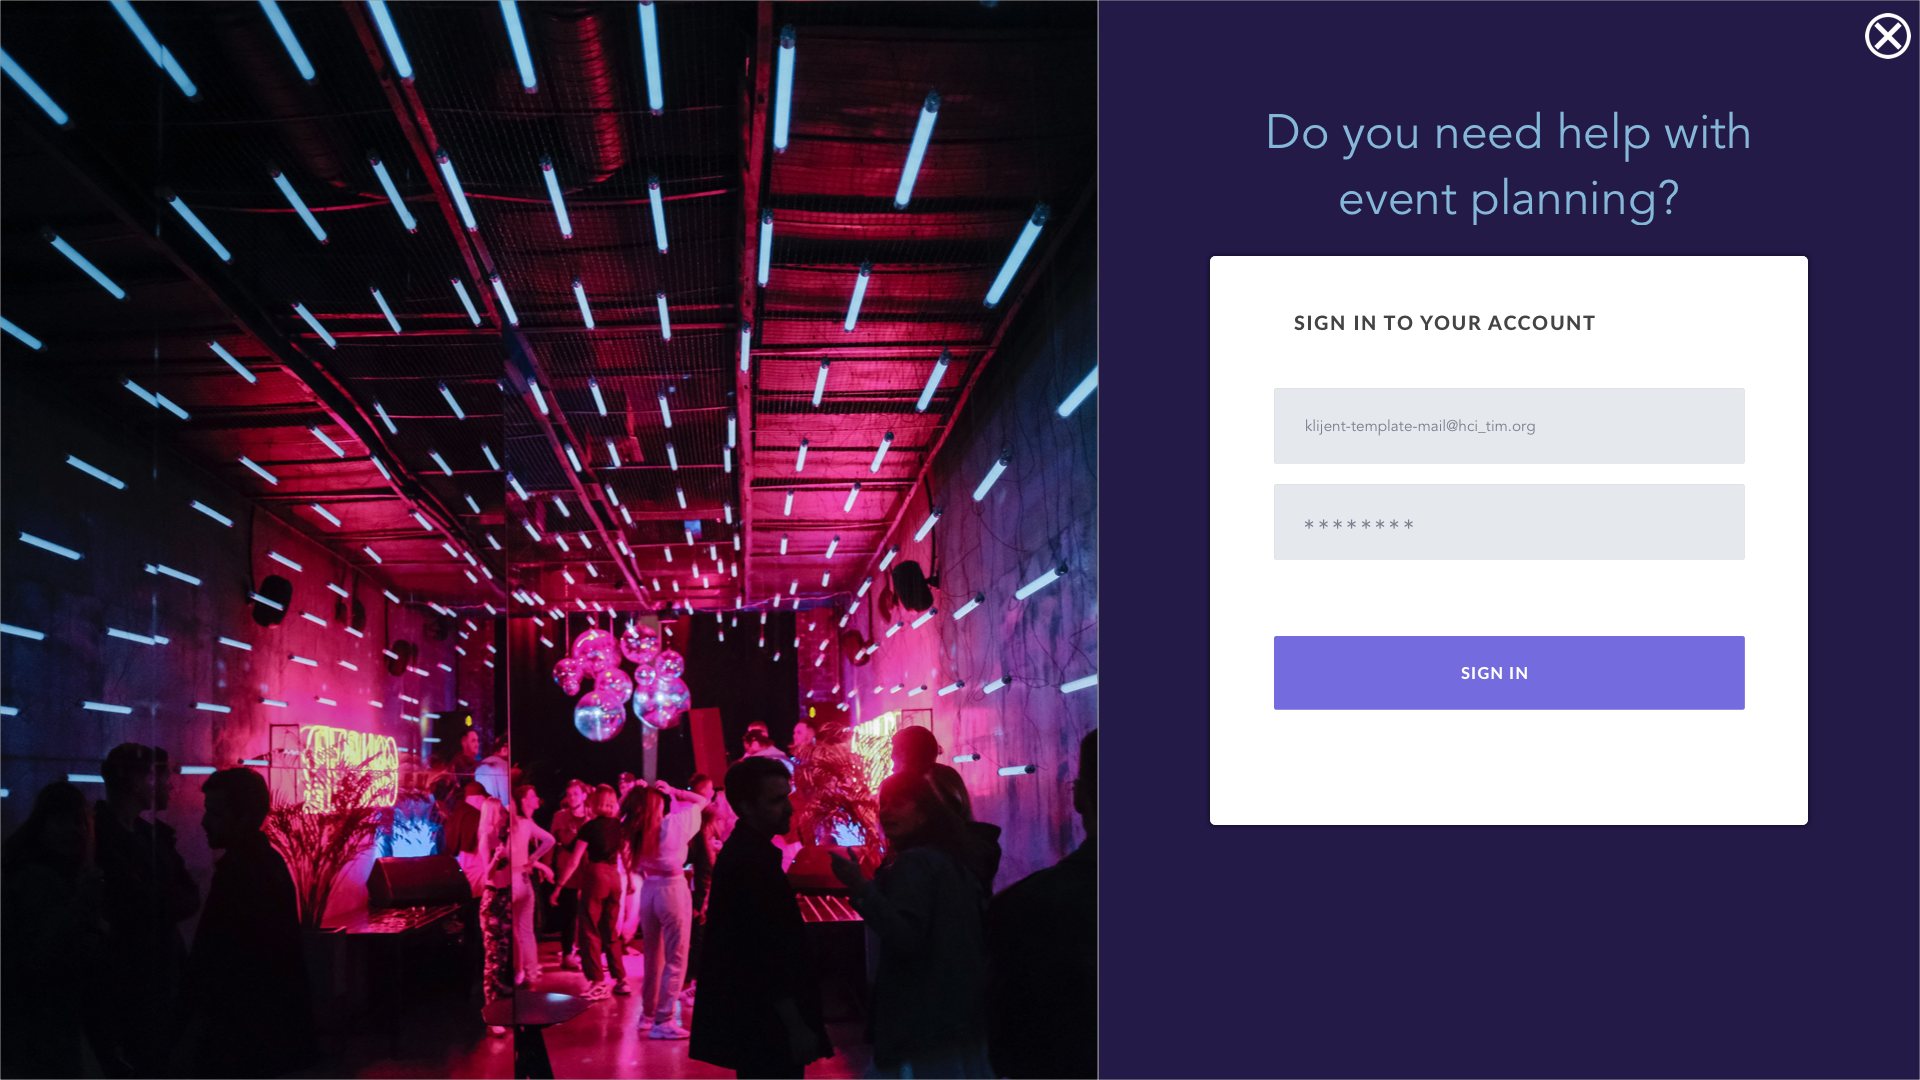 Do you need help with
event planning?
SIGN IN TO YOUR ACCOUNT
klijent-template-mail@hci_tim.org
********
SIGN IN